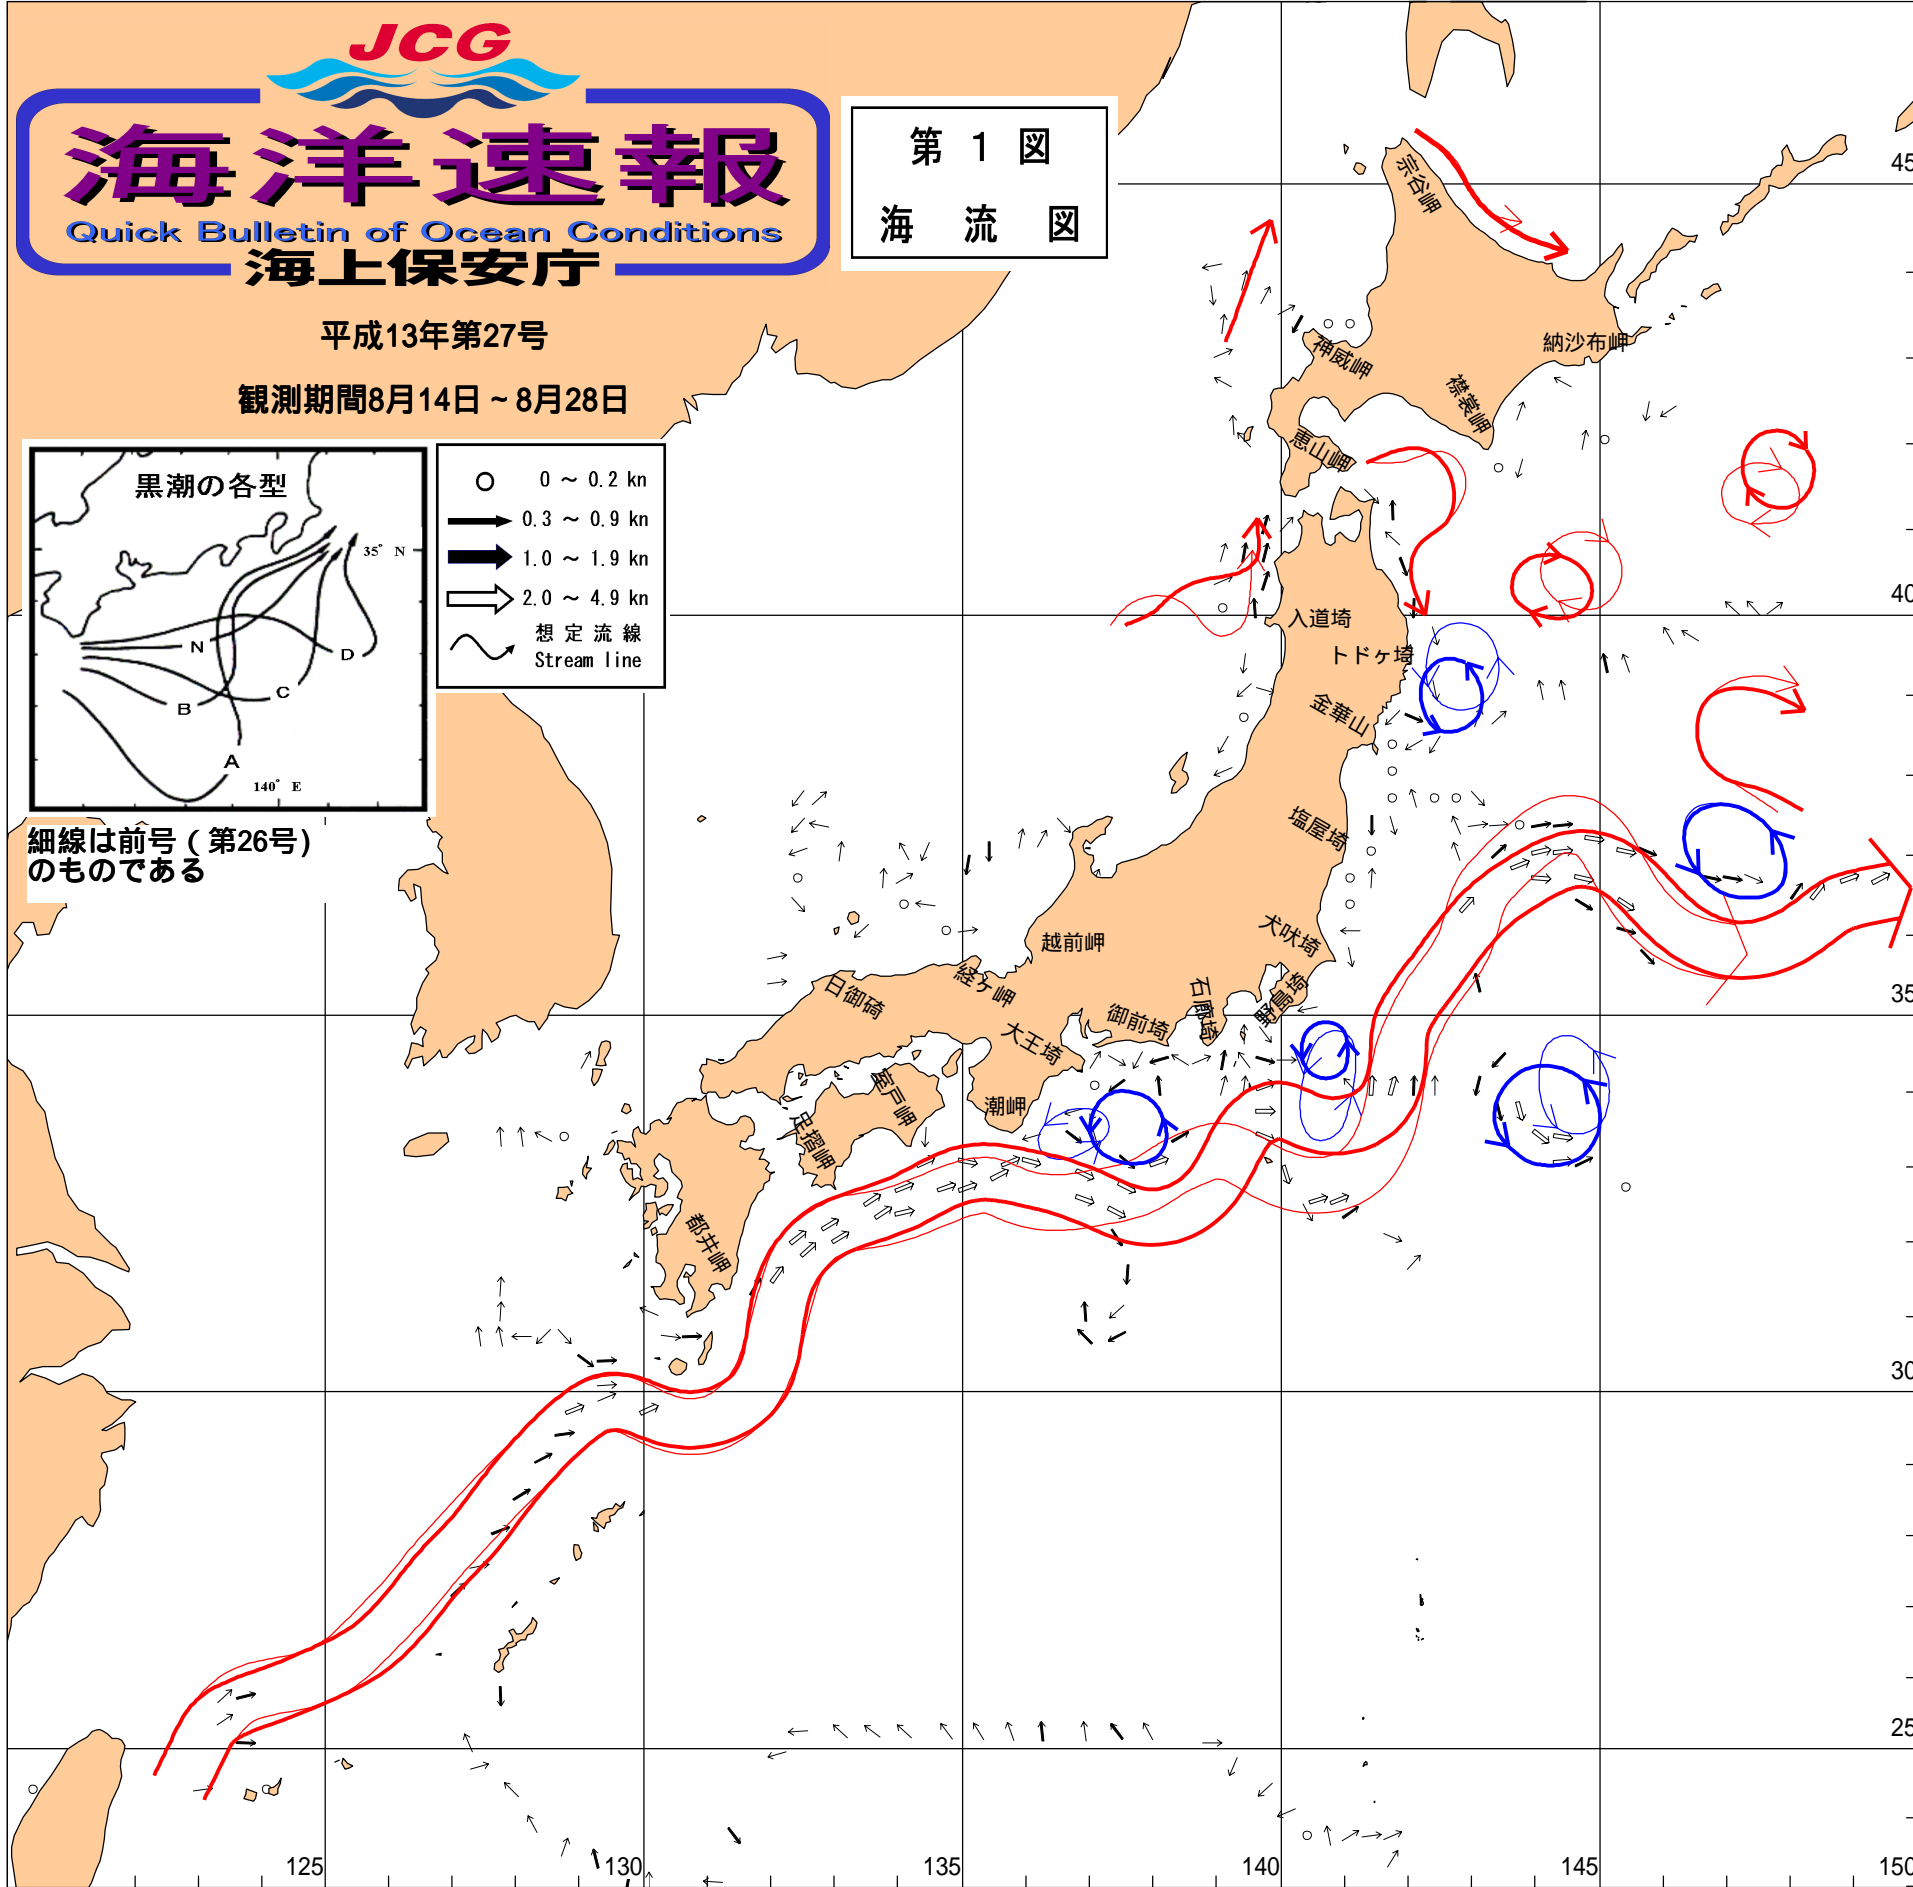 JCG
海洋速報
Quick Bulletin of Ocean Conditions
海上保安庁
平成13年第27号
観測期間8月14日~8月28日
第 1 図
海 流 図
黒潮の各型
35° N
N
D
C
B
A
140° E
0 ~ 0.2 kn
0.3 ~ 0.9 kn
1.0 ~ 1.9 kn
2.0 ~ 4.9 kn
想定流線
Stream line
細線は前号(第26号)
のものである
宗谷岬
神威岬
納沙布岬
襟裳岬
恵山岬
入道埼
トドヶ埼
金華山
塩屋埼
犬吠埼
越前岬
経ヶ岬
日御碕
石廊埼
野島埼
御前埼
大王埼
室戸岬
潮岬
足摺岬
都井岬
45
40
35
30
25
125
130
135
140
145
150